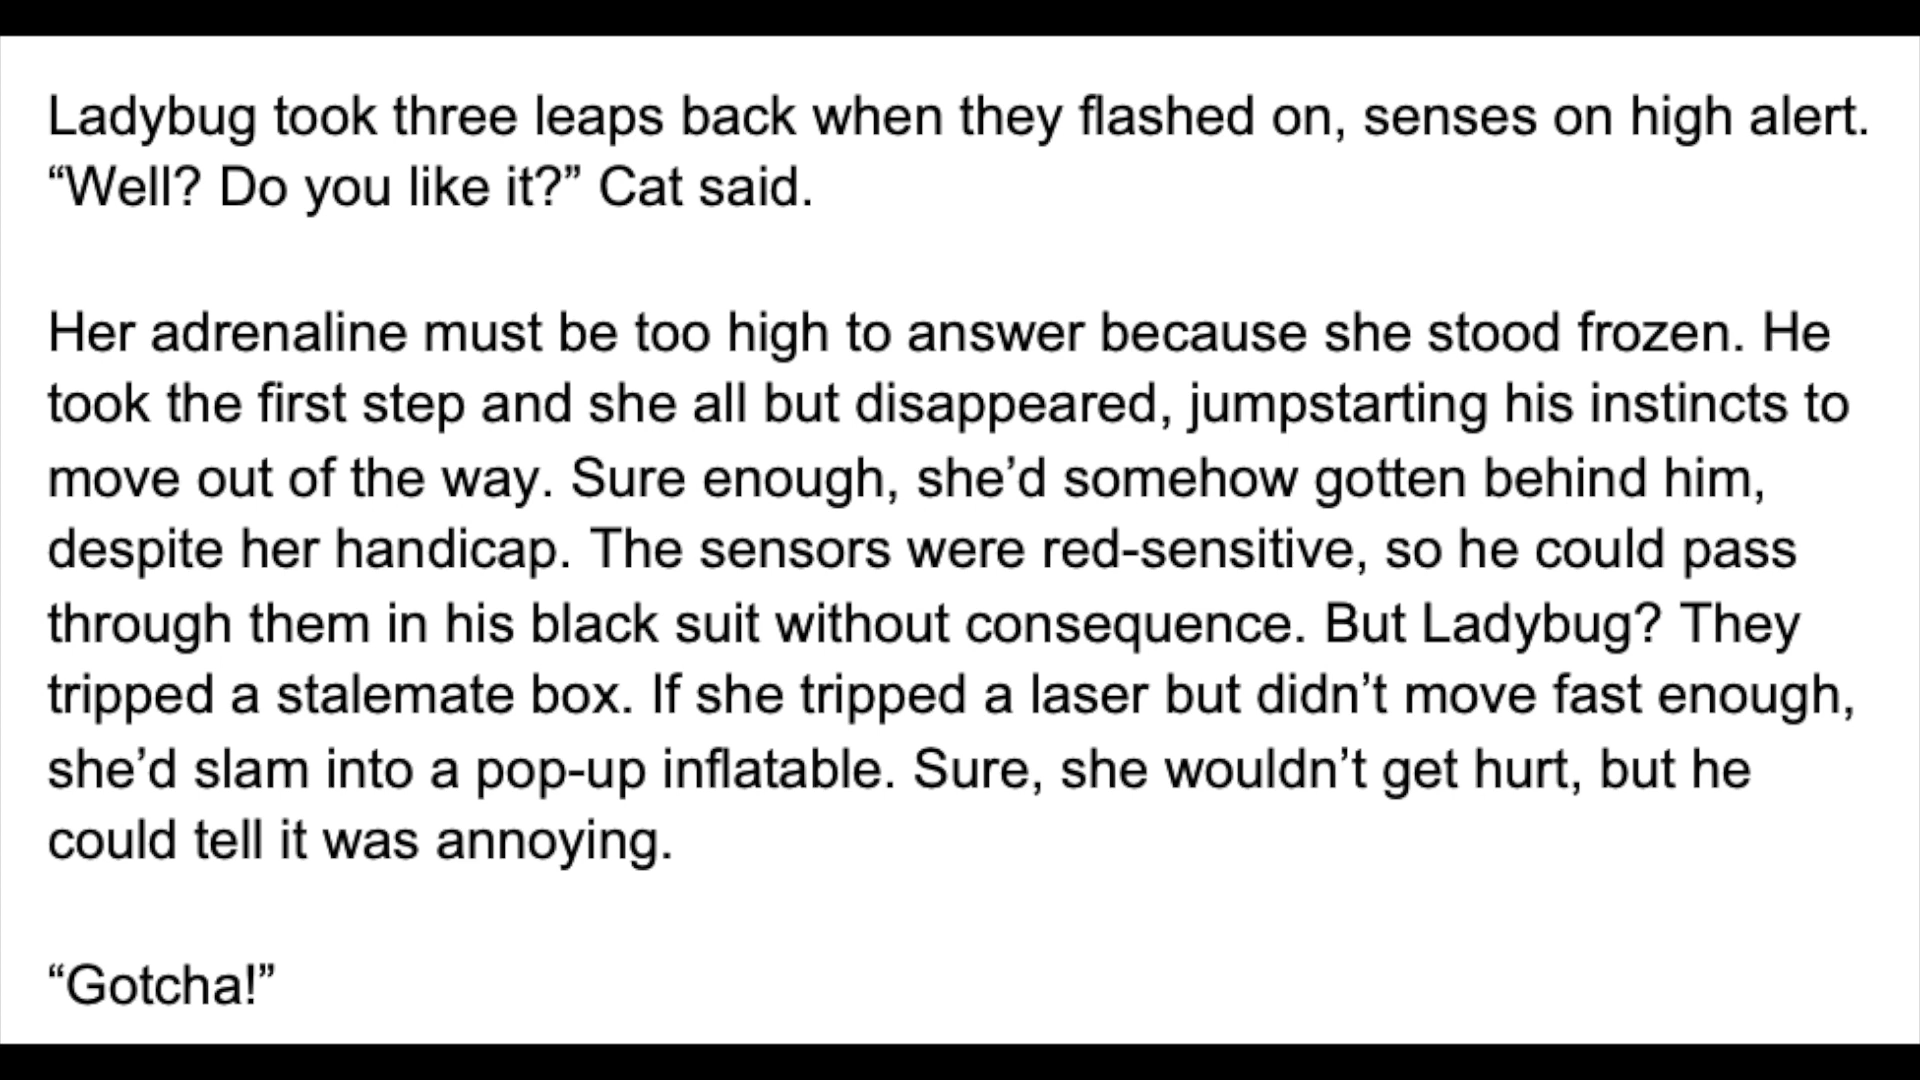 Ladybug took three leaps back when they flashed on, senses on high alert.
“Well? Do you like it?” Cat said.
Her adrenaline must be too high to answer because she stood frozen. He
took the first step and she all but disappeared, jumpstarting his instincts to
move out of the way. Sure enough, she’d somehow gotten behind him,
despite her handicap. The sensors were red-sensitive, so he could pass
through them in his black suit without consequence. But Ladybug? They
tripped a stalemate box. If she tripped a laser but didn’t move fast enough,
she’d slam into a pop-up inflatable. Sure, she wouldn’t get hurt, but he
could tell it was annoying.
“Gotcha!”